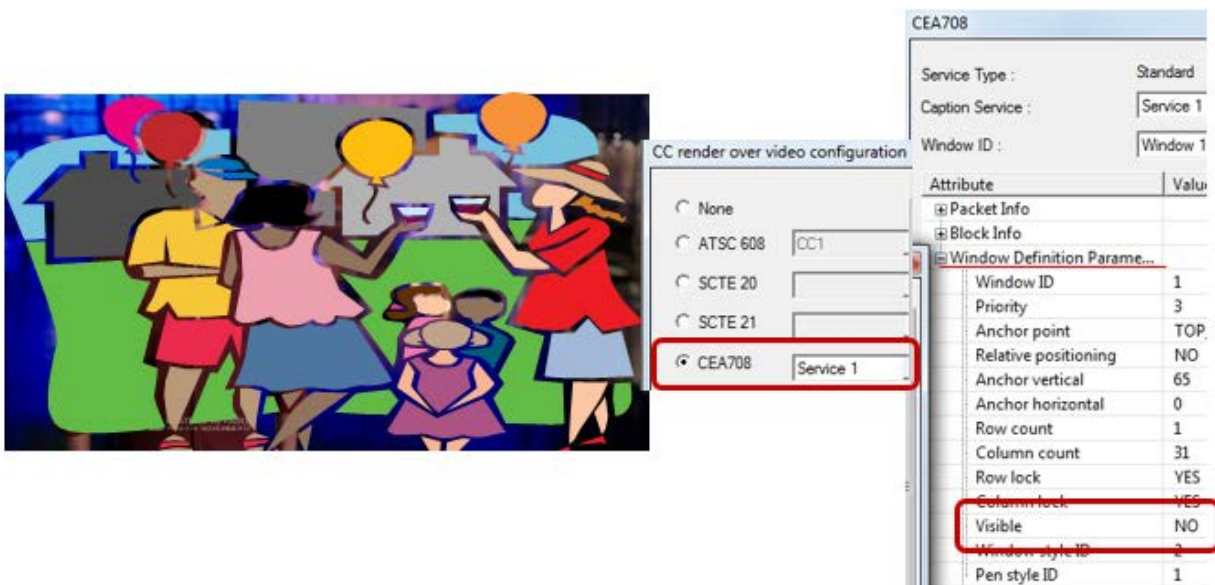 CEA708
Service Type : Standard
Caption Service : Service 1
Window ID : Window 1
Attribute
Packet Info
Block Info
Window Definition Parame...
Window ID 1
Priority 3
Anchor point TOP_
Relative positioning NO
Anchor vertical 65
Anchor horizontal 0
Row count 1
Column count 31
Row lock YES
Column lock YES
Visible NO
Window style ID 2
Pen style ID 1
CC render over video configuration
None
ATSC 608 CC1
SCTE 20
SCTE 21
CEA708 Service 1